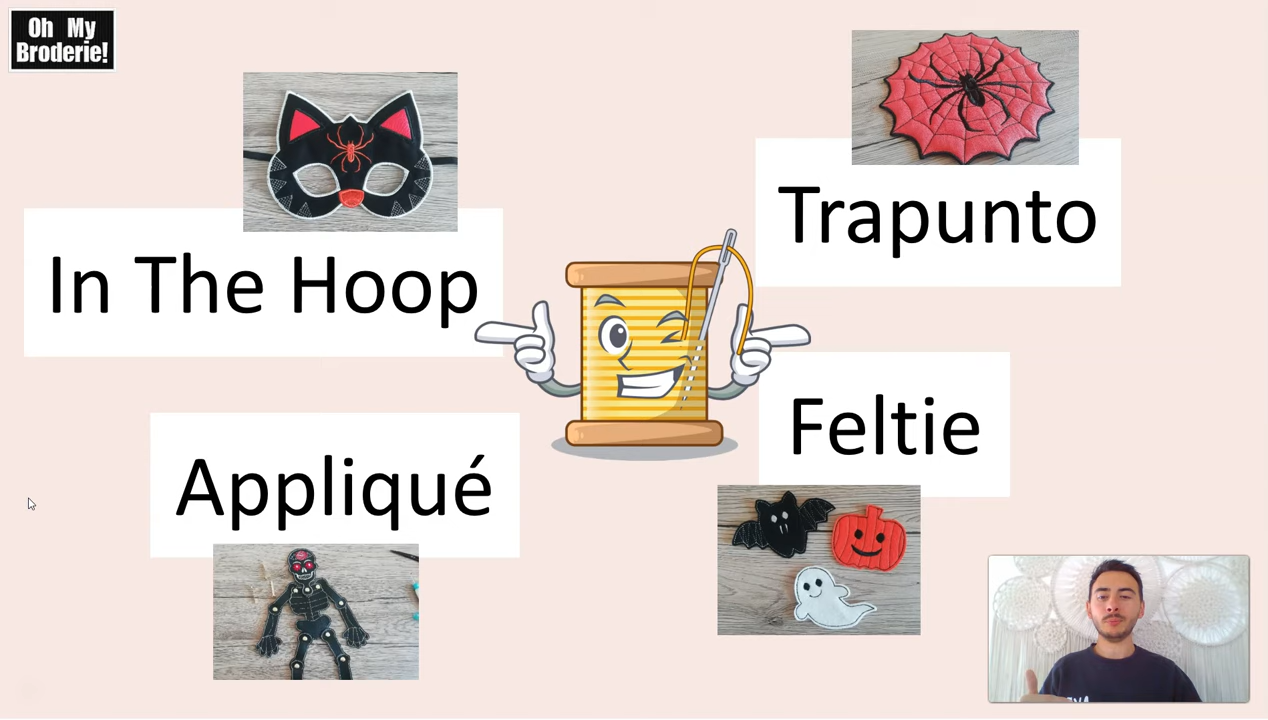 Oh My
Broderie!
In The Hoop
Trapunto
Appliqué
Feltie